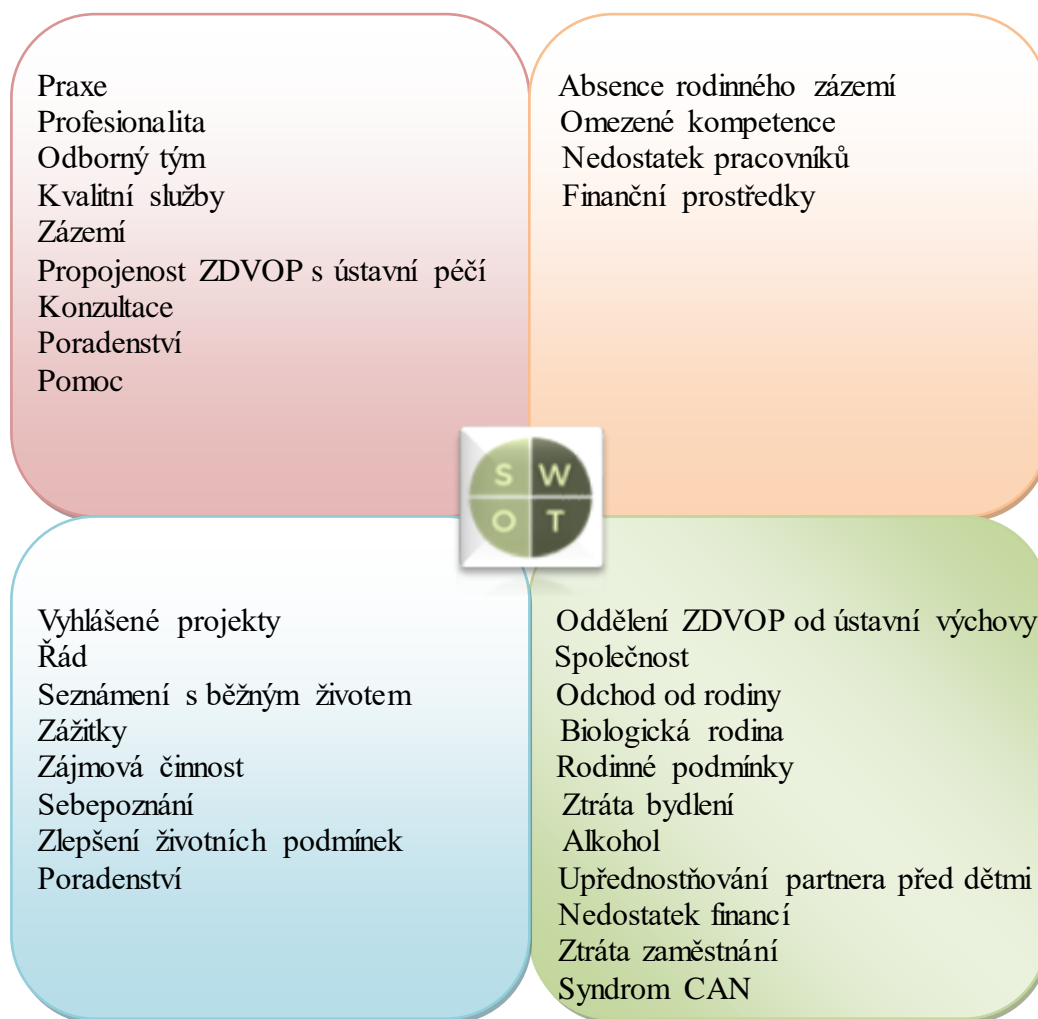 Praxe
Profesionalita
Odborný tým
Kvalitní služby
Zázemí
Propojenost ZDVOP s ústavní péčí
Konzultace
Poradenství
Pomoc
Absence rodinného zázemí
Omezené kompetence
Nedostatek pracovníků
Finanční prostředky
S W
O T
Vyhlášené projekty
Řád
Seznámení s běžným životem
Zážitky
Zájmová činnost
Sebepoznání
Zlepšení životních podmínek
Poradenství
Oddělení ZDVOP od ústavní výchovy
Společnost
Odchod od rodiny
Biologická rodina
Rodinné podmínky
Ztráta bydlení
Alkohol
Upřednostňování partnera před dětmi
Nedostatek financí
Ztráta zaměstnání
Syndrom CAN